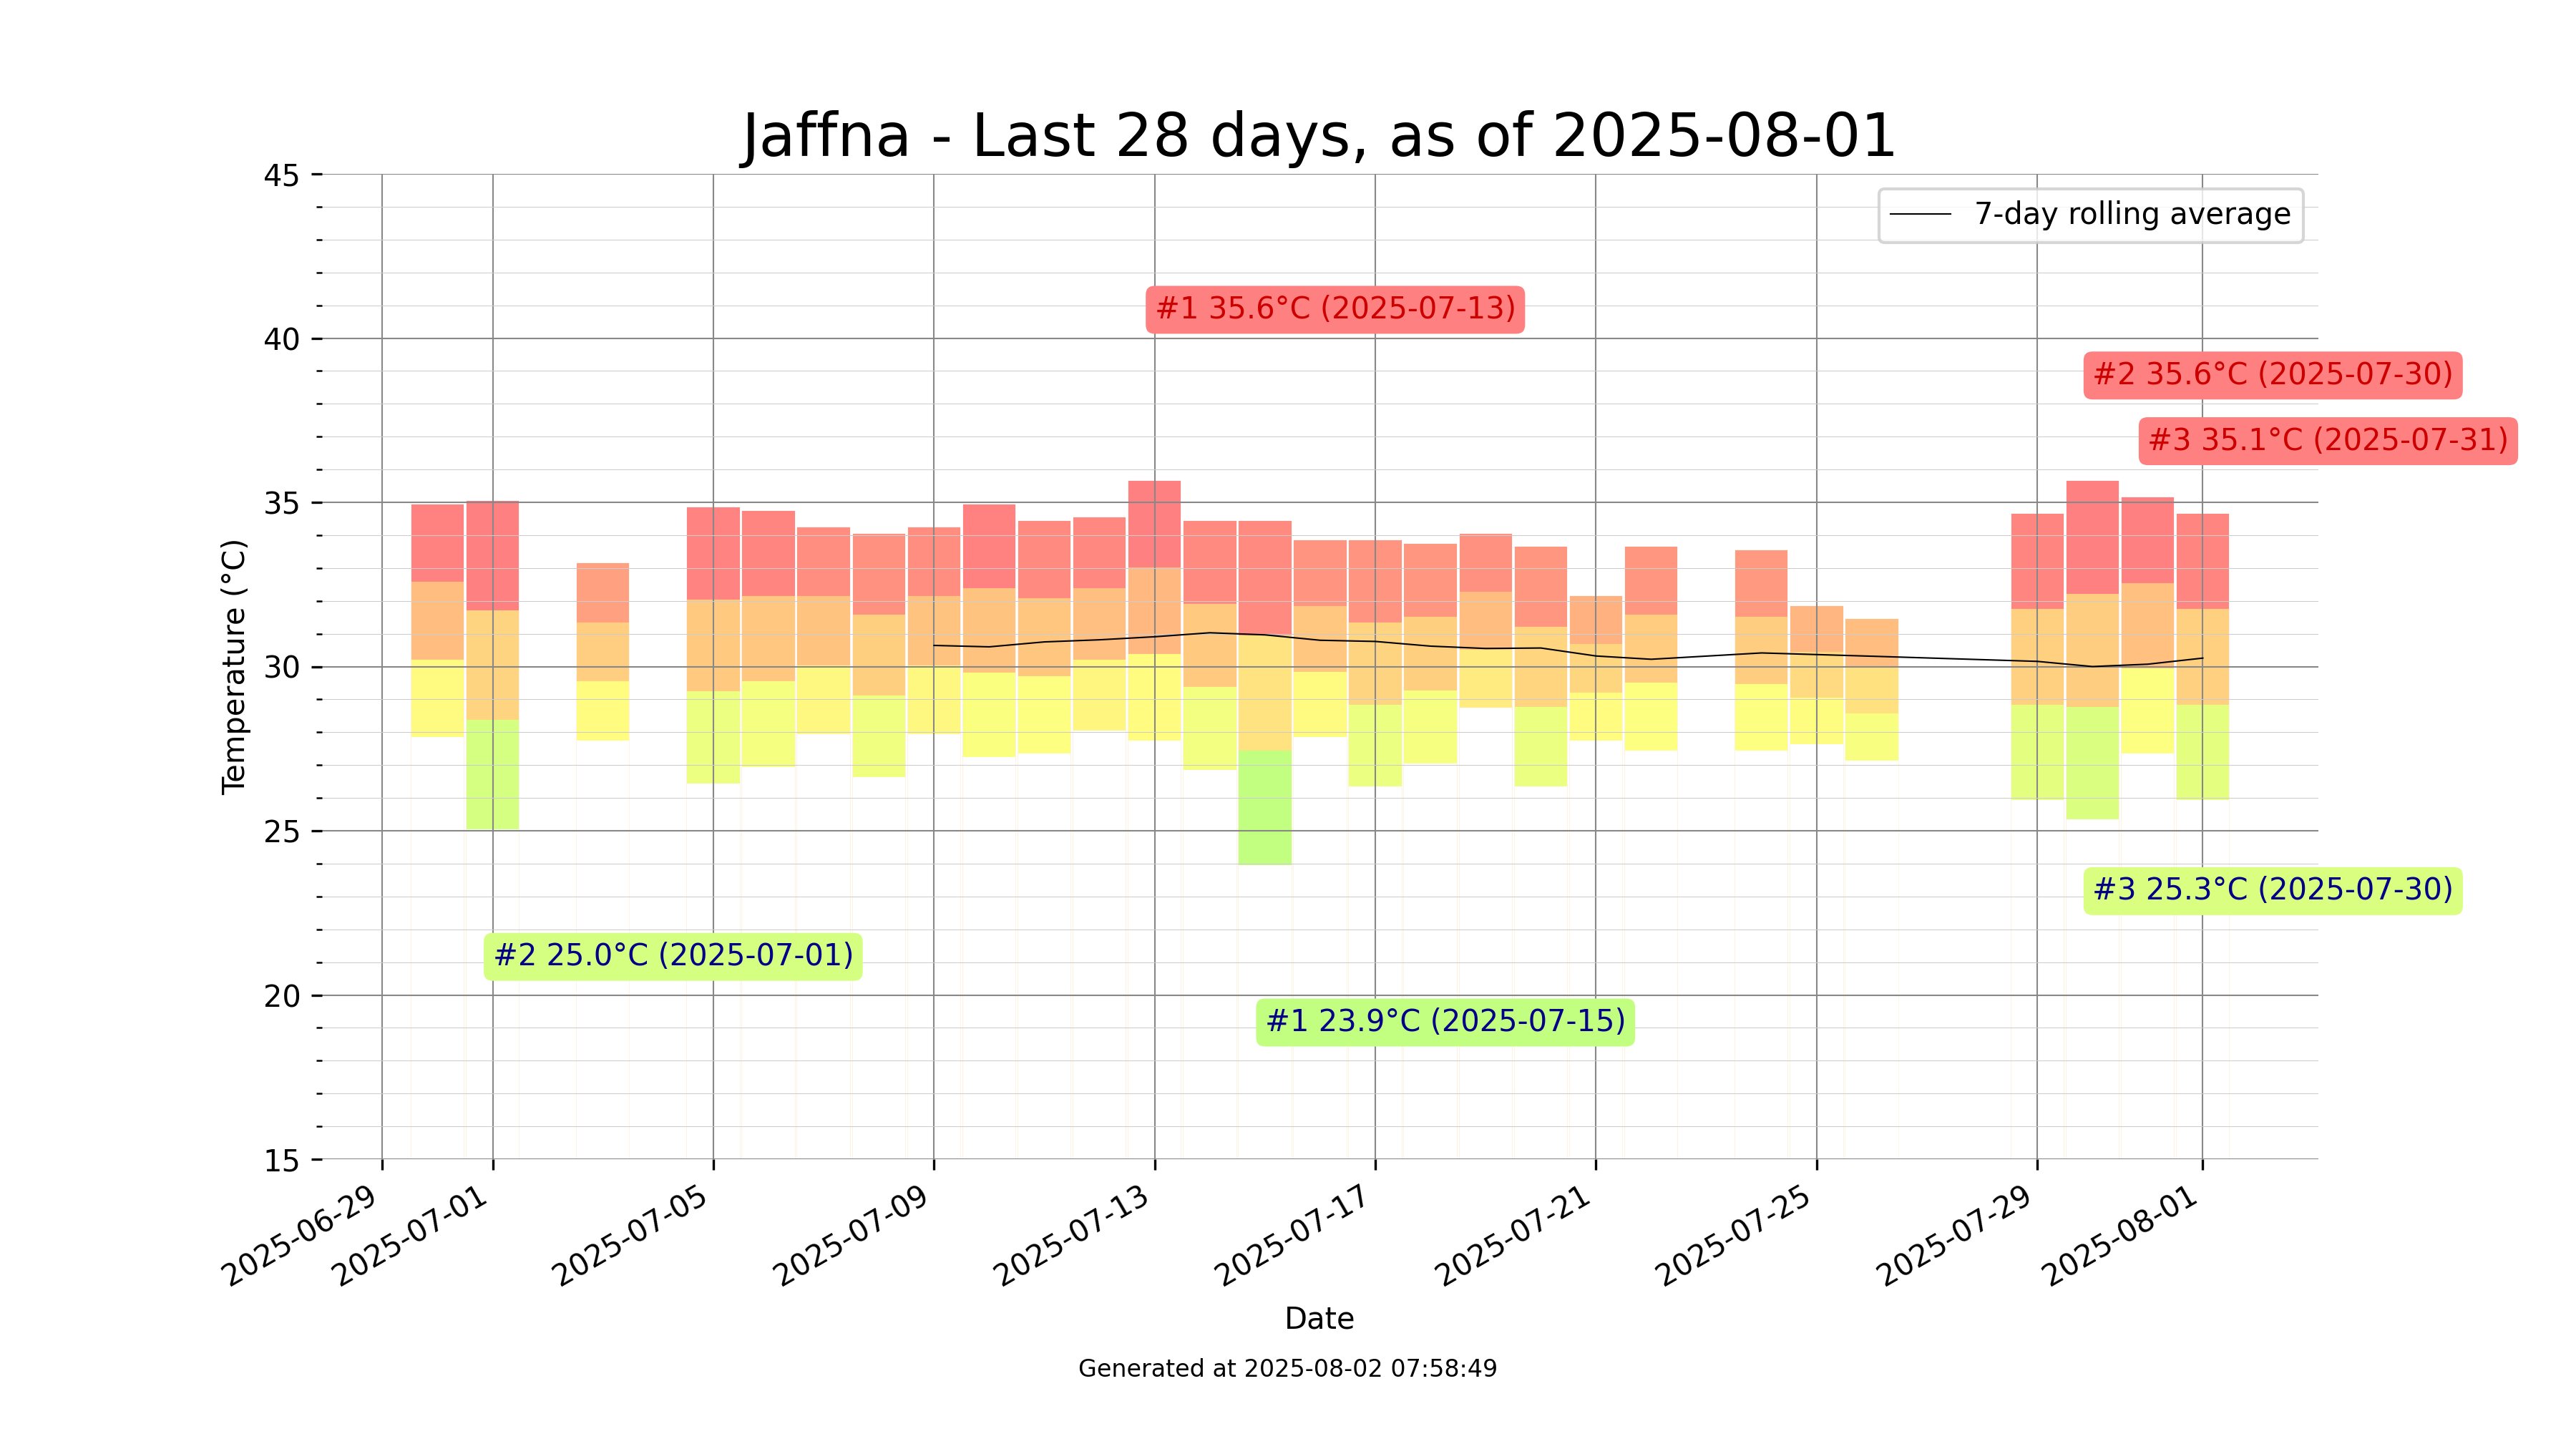 Jaffna - Last 28 days, as of 2025-08-01
45
7-day rolling average
#1 35.6°C (2025-07-13)
40
#2 35.6°C (2025-07-30)
#3 35.1°C (2025-07-31)
35
Temperature (°C)
30
25
#3 25.3°C (2025-07-30)
#2 25.0°C (2025-07-01)
20
#1 23.9°C (2025-07-15)
15
2025-06-29
2025-07-01
2025-07-05
2025-07-09
2025-07-13
2025-07-17
2025-07-21
2025-07-25
2025-07-29
2025-08-01
Date
Generated at 2025-08-02 07:58:49